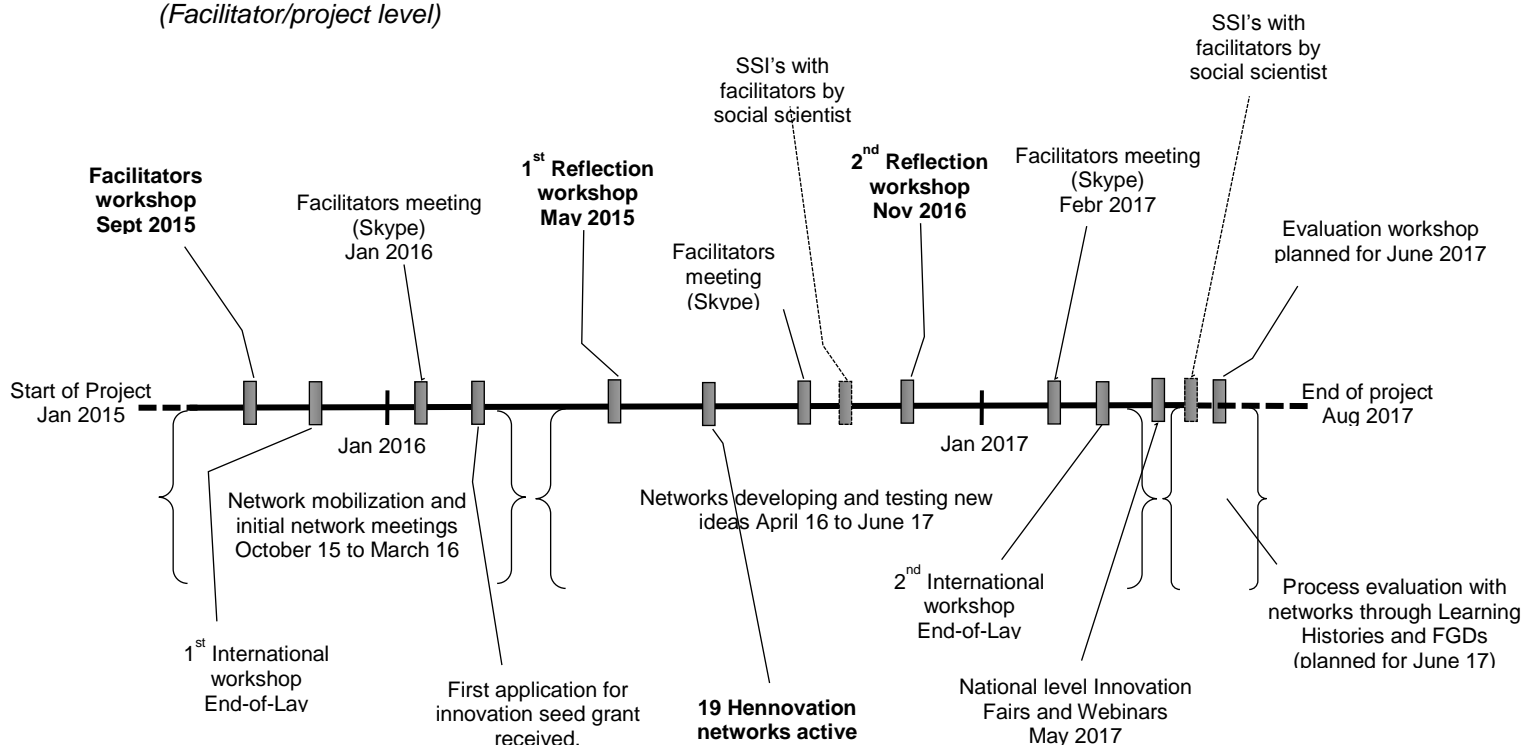 (Facilitator/project level)
SSI's with
facilitators by
social scientist
SSI's with
facilitators by
social scientist
Facilitators
workshop
Sept 2015
Facilitators meeting
(Skype)
Jan 2016
1st Reflection
workshop
May 2015
Facilitators
meeting
(Skype)
2nd Reflection
workshop
Nov 2016
Facilitators meeting
(Skype)
Febr 2017
Evaluation workshop
planned for June 2017
Start of Project
Jan 2015
Jan 2016
Jan 2017
End of project
Aug 2017
Network mobilization and
initial network meetings
October 15 to March 16
Networks developing and testing new
ideas April 16 to June 17
1st International
workshop
End-of-Lay
First application for
innovation seed grant
received.
19 Hennovation
networks active
2nd International
workshop
End-of-Lay
National level Innovation
Fairs and Webinars
May 2017
Process evaluation with
networks through Learning
Histories and FGDs
(planned for June 17)